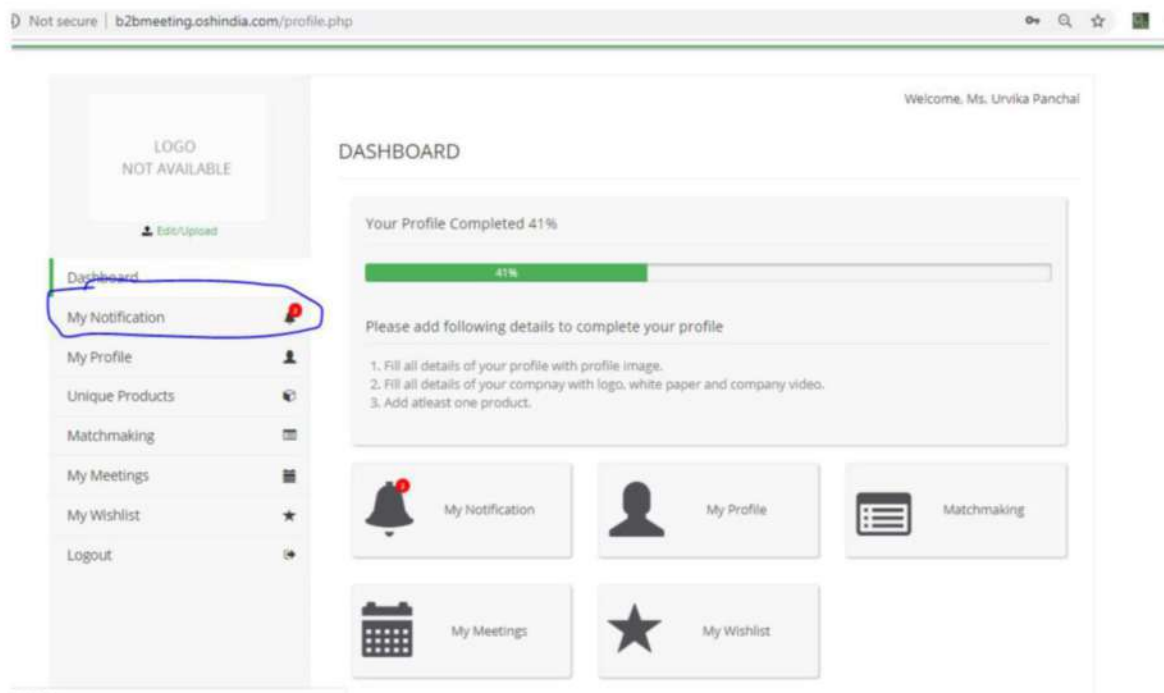 Not secure | b2bmeeting.oshindia.com/profile.php
Welcome, Ms. Urvika Panchal
LOGO
NOT AVAILABLE
Edit/Upload
Dashboard
My Notification
My Profile
Unique Products
Matchmaking
My Meetings
My Wishlist
Logout
DASHBOARD
Your Profile Completed 41%
41%
Please add following details to complete your profile
1. Fill all details of your profile with profile image.
2. Fill all details of your compnay with logo, white paper and company video.
3. Add atleast one product.
My Notification
My Profile
Matchmaking
My Meetings
My Wishlist